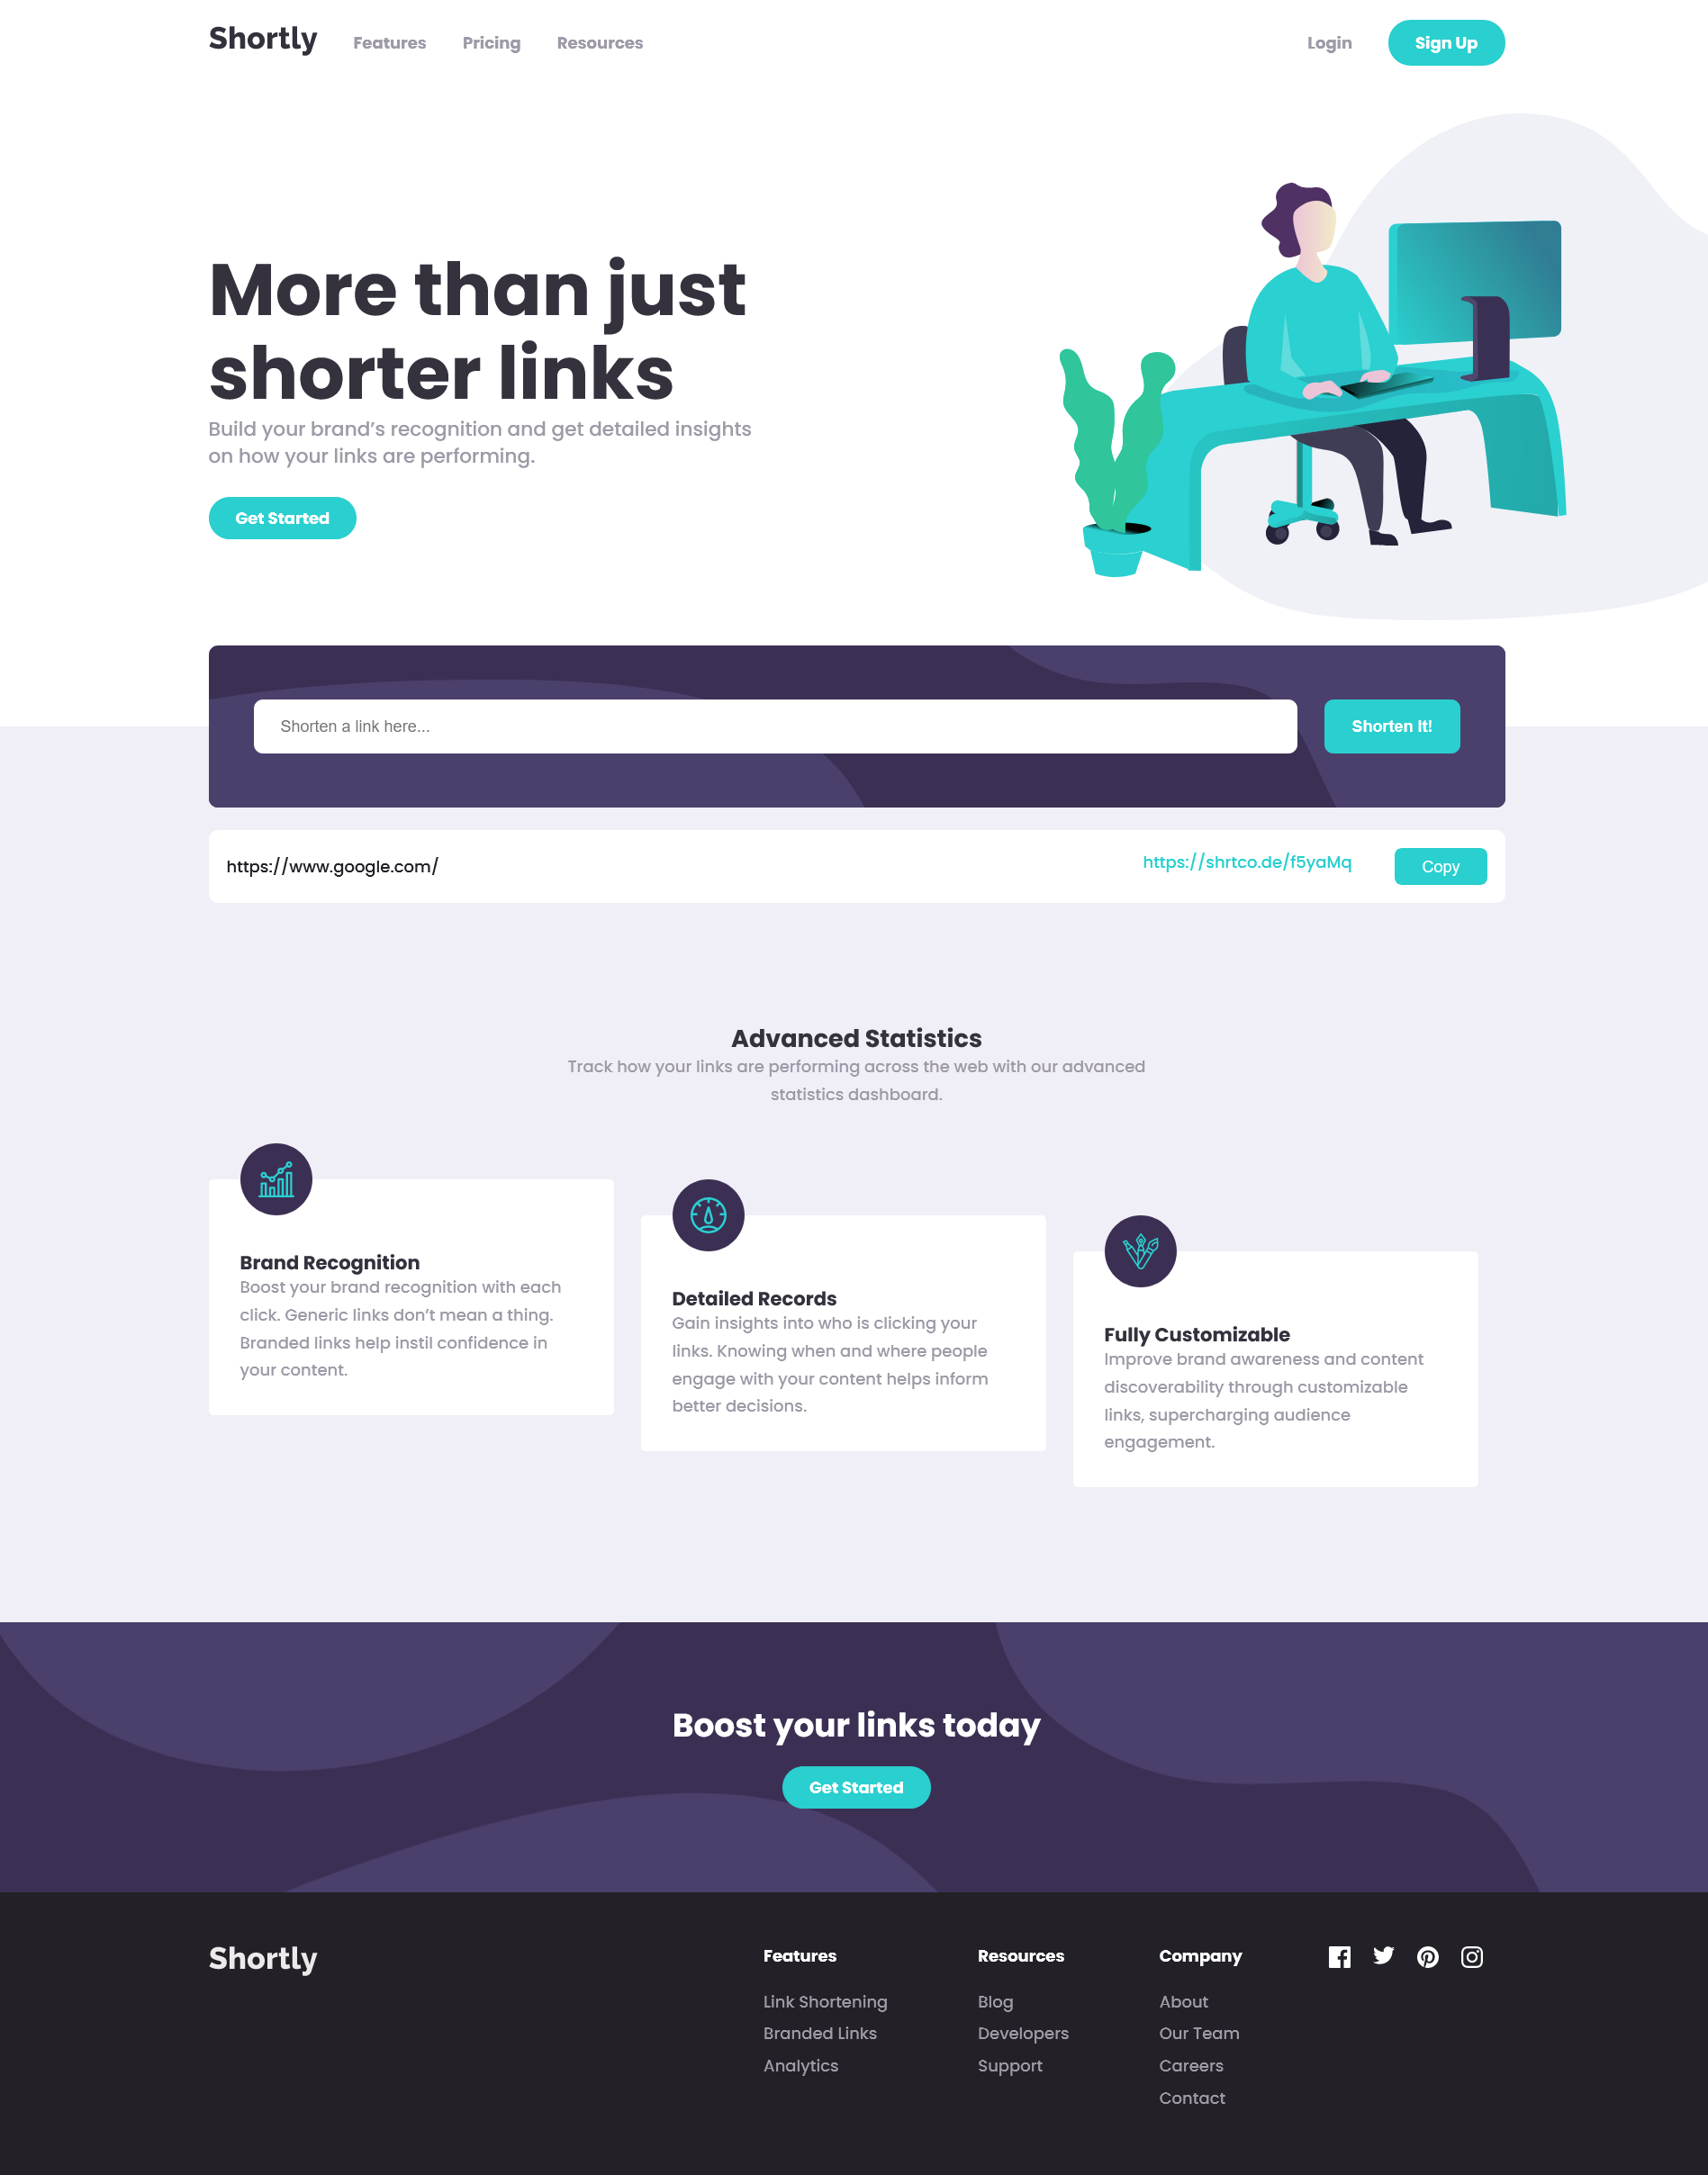 Shortly
Features
Pricing
Resources
Login
Sign Up
More than just
shorter links
Build your brand’s recognition and get detailed insights
on how your links are performing.
Get Started
Shorten a link here...
Shorten It!
https://www.google.com/
https://shrtco.de/f5yaMq
Copy
Advanced Statistics
Track how your links are performing across the web with our advanced
statistics dashboard.
Brand Recognition
Boost your brand recognition with each
click. Generic links don’t mean a thing.
Branded links help instil confidence in
your content.
Detailed Records
Gain insights into who is clicking your
links. Knowing when and where people
engage with your content helps inform
better decisions.
Fully Customizable
Improve brand awareness and content
discoverability through customizable
links, supercharging audience
engagement.
Boost your links today
Get Started
Shortly
Features
Link Shortening
Branded Links
Analytics
Resources
Blog
Developers
Support
Company
About
Our Team
Careers
Contact